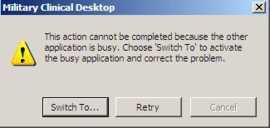 Military Clinical Desktop
This action cannot be completed because the other
application is busy. Choose 'Switch To' to activate
the busy application and correct the problem.
Switch To...
Retry
Cancel